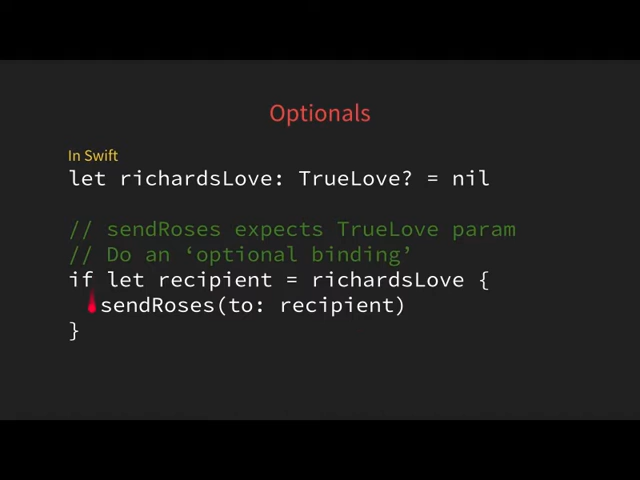 Optionals
In Swift
let richardsLove: TrueLove? = nil
// sendRoses expects TrueLove param
// Do an ‘optional binding’
if let recipient = richardsLove {
sendRoses(to: recipient)
}